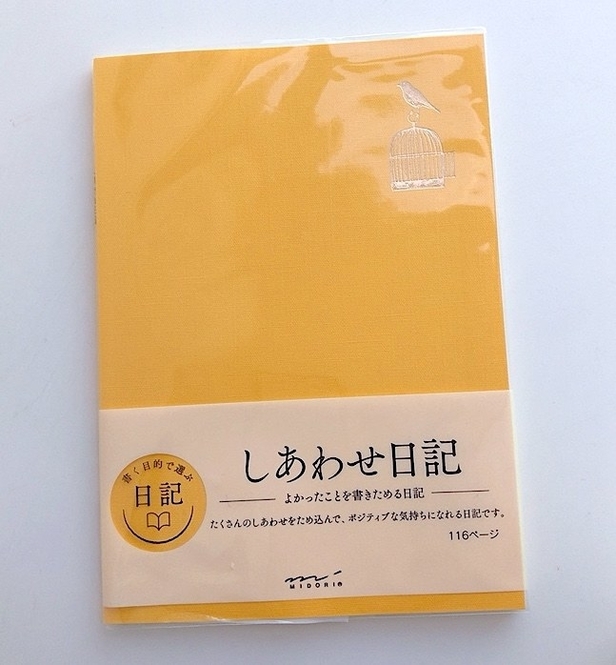 しあわせ日記
よかったことを書きためる日記
たくさんのしあわせをため込んで、ポジティブな気持ちになれる日記です。
116ページ
書く目的で選ぶ
日記
MIDORI